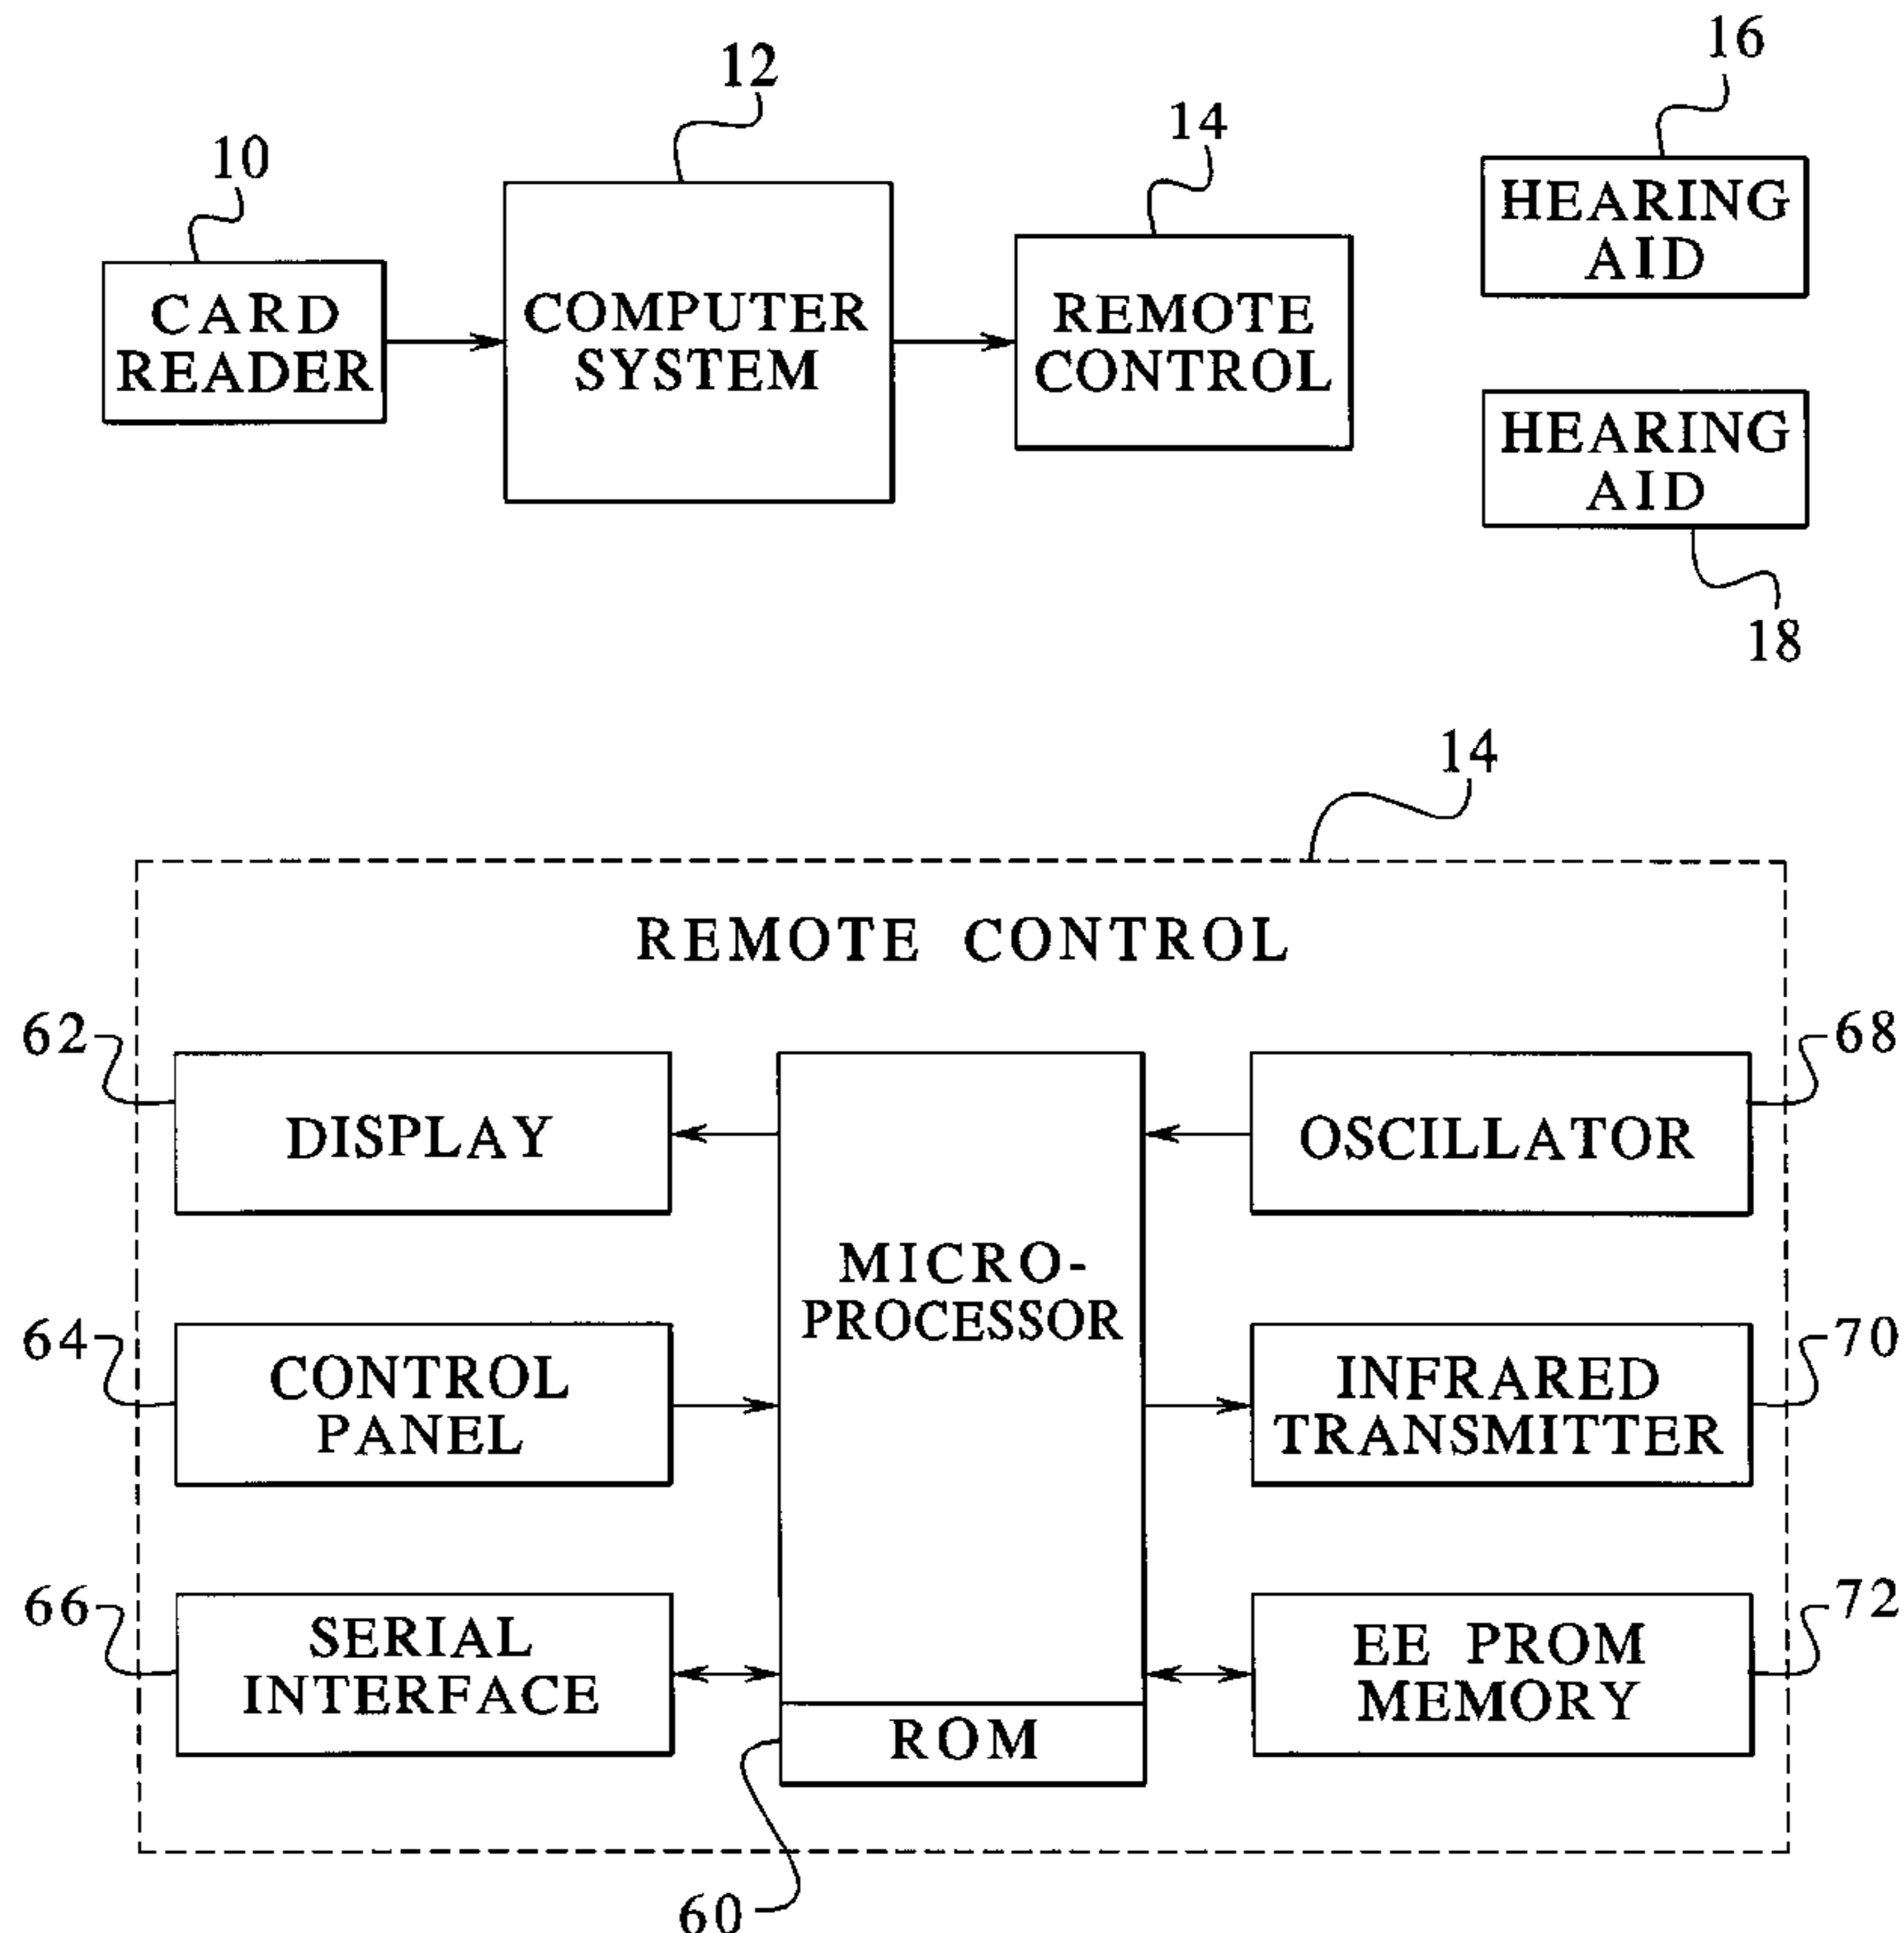 16
12
14
10
HEARING
AID
CARD
READER
COMPUTER
SYSTEM
REMOTE
CONTROL
HEARING
AID
18
14
REMOTE CONTROL
62
DISPLAY
OSCILLATOR
68
MICRO-
PROCESSOR
64
CONTROL
PANEL
INFRARED
TRANSMITTER
70
66
SERIAL
INTERFACE
EE PROM
MEMORY
72
ROM
60